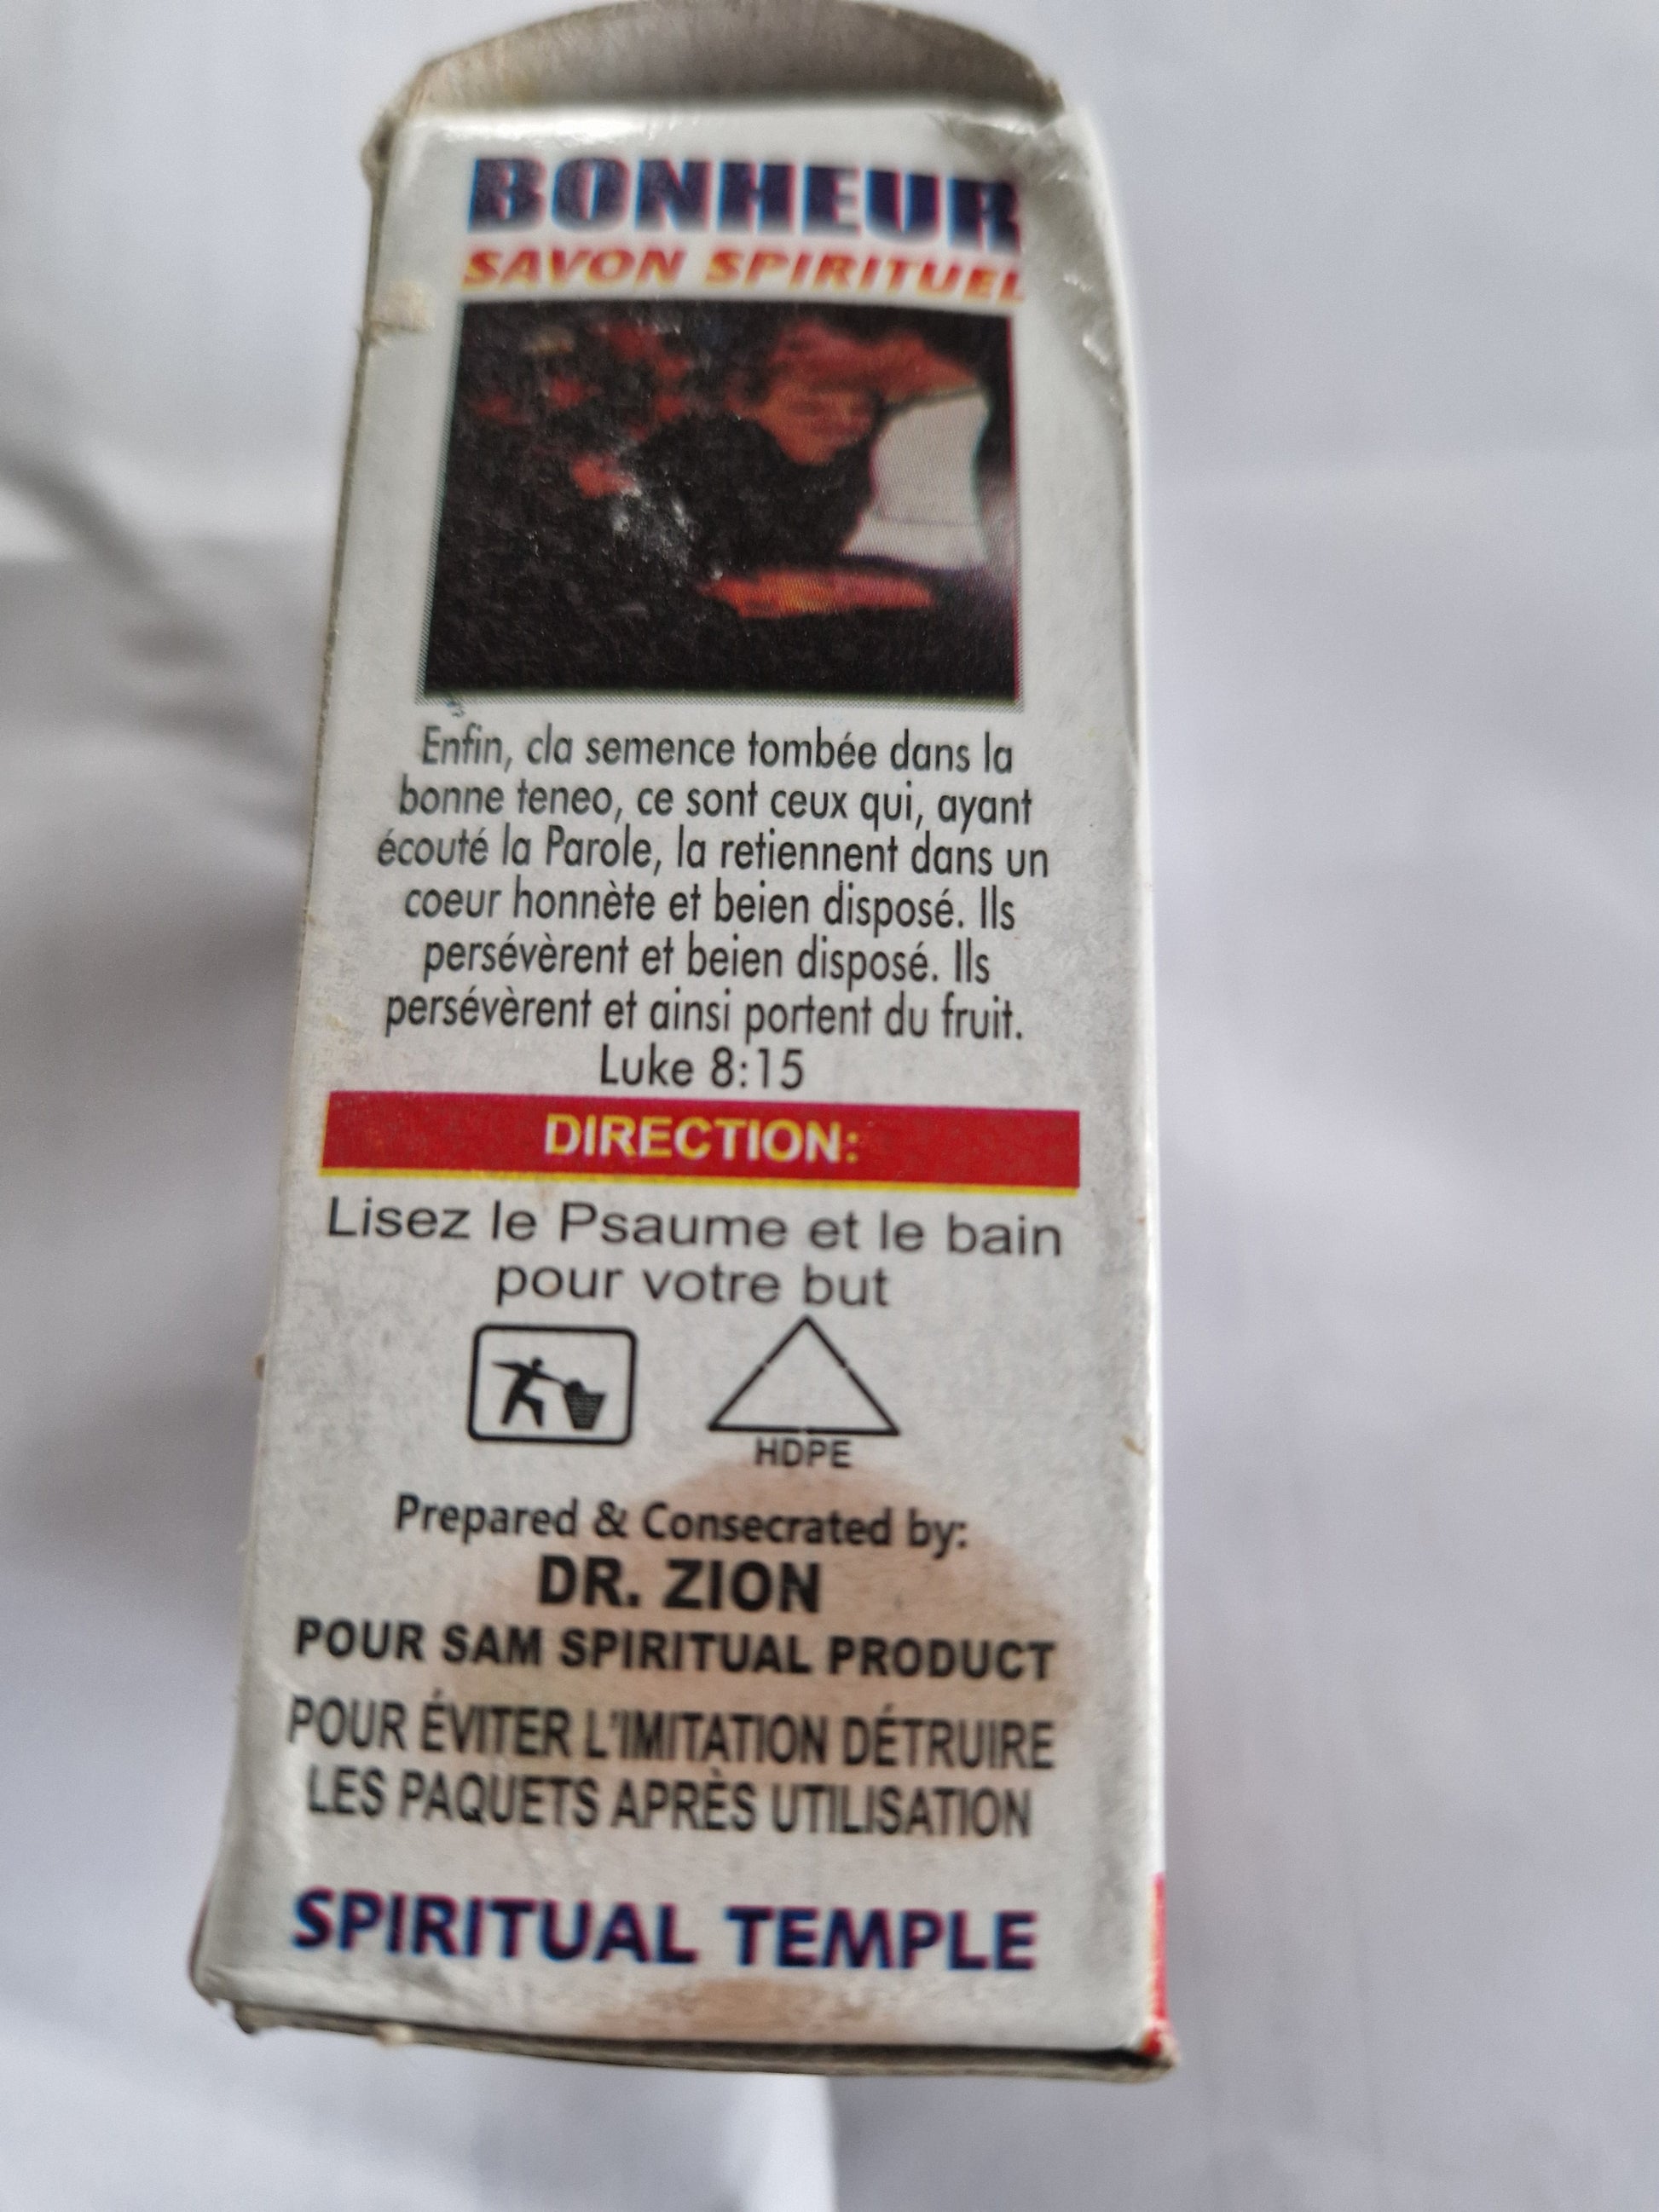 BONHEUR
SAVON SPIRITUEL
Enfin, cla semence tombée dans la
bonne teneo, ce sont ceux qui, ayant
écouté la Parole, la retiennent dans un
coeur honnète et beien disposé. Ils
persévèrent et beien disposé. Ils
persévèrent et ainsi portent du fruit.
Luke 8:15
DIRECTION:
Lisez le Psaume et le bain
pour votre but
HDPE
Prepared & Consecrated by:
DR. ZION
POUR SAM SPIRITUAL PRODUCT
POUR ÉVITER L'IMITATION DÉTRUIRE
LES PAQUETS APRÈS UTILISATION
SPIRITUAL TEMPLE